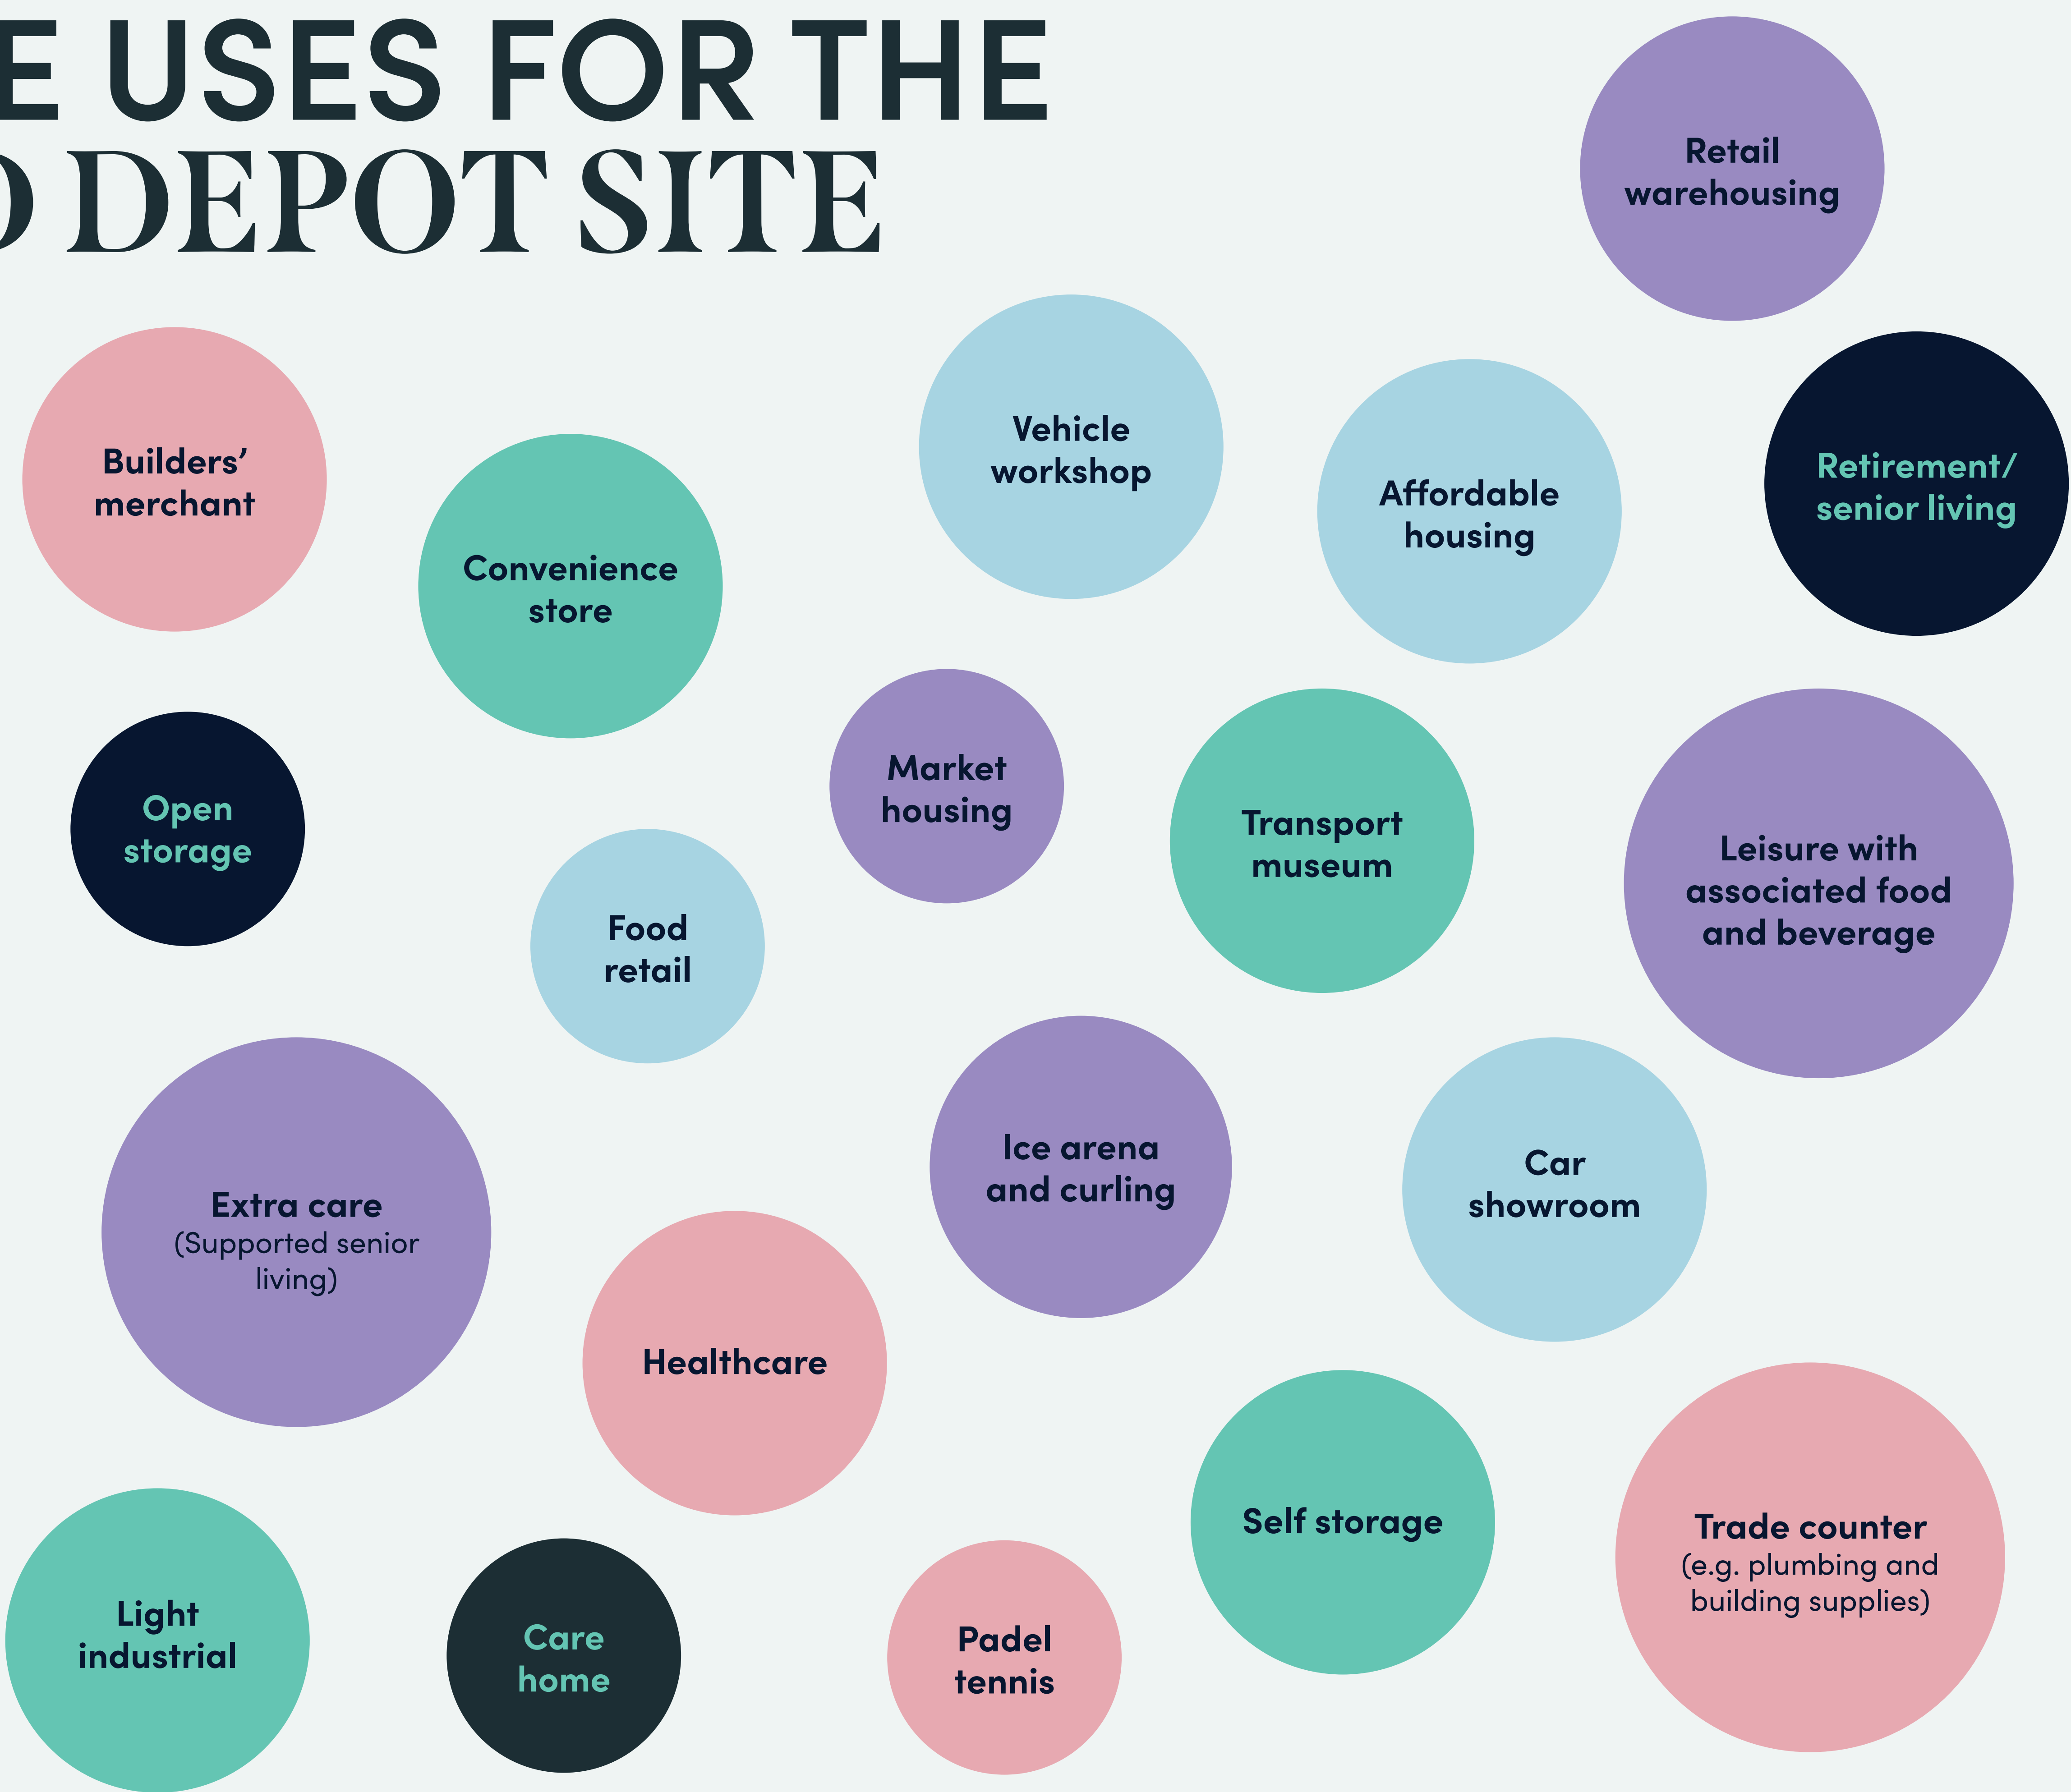 E USES FOR THE
DEPOT SITE
Retail
warehousing
Builders’
merchant
Convenience
store
Vehicle
workshop
Affordable
housing
Retirement/
senior living
Open
storage
Food
retail
Market
housing
Transport
museum
Leisure with
associated food
and beverage
Extra care
(Supported senior
living)
Healthcare
Ice arena
and curling
Car
showroom
Light
industrial
Care
home
Padel
tennis
Self storage
Trade counter
(e.g. plumbing and
building supplies)